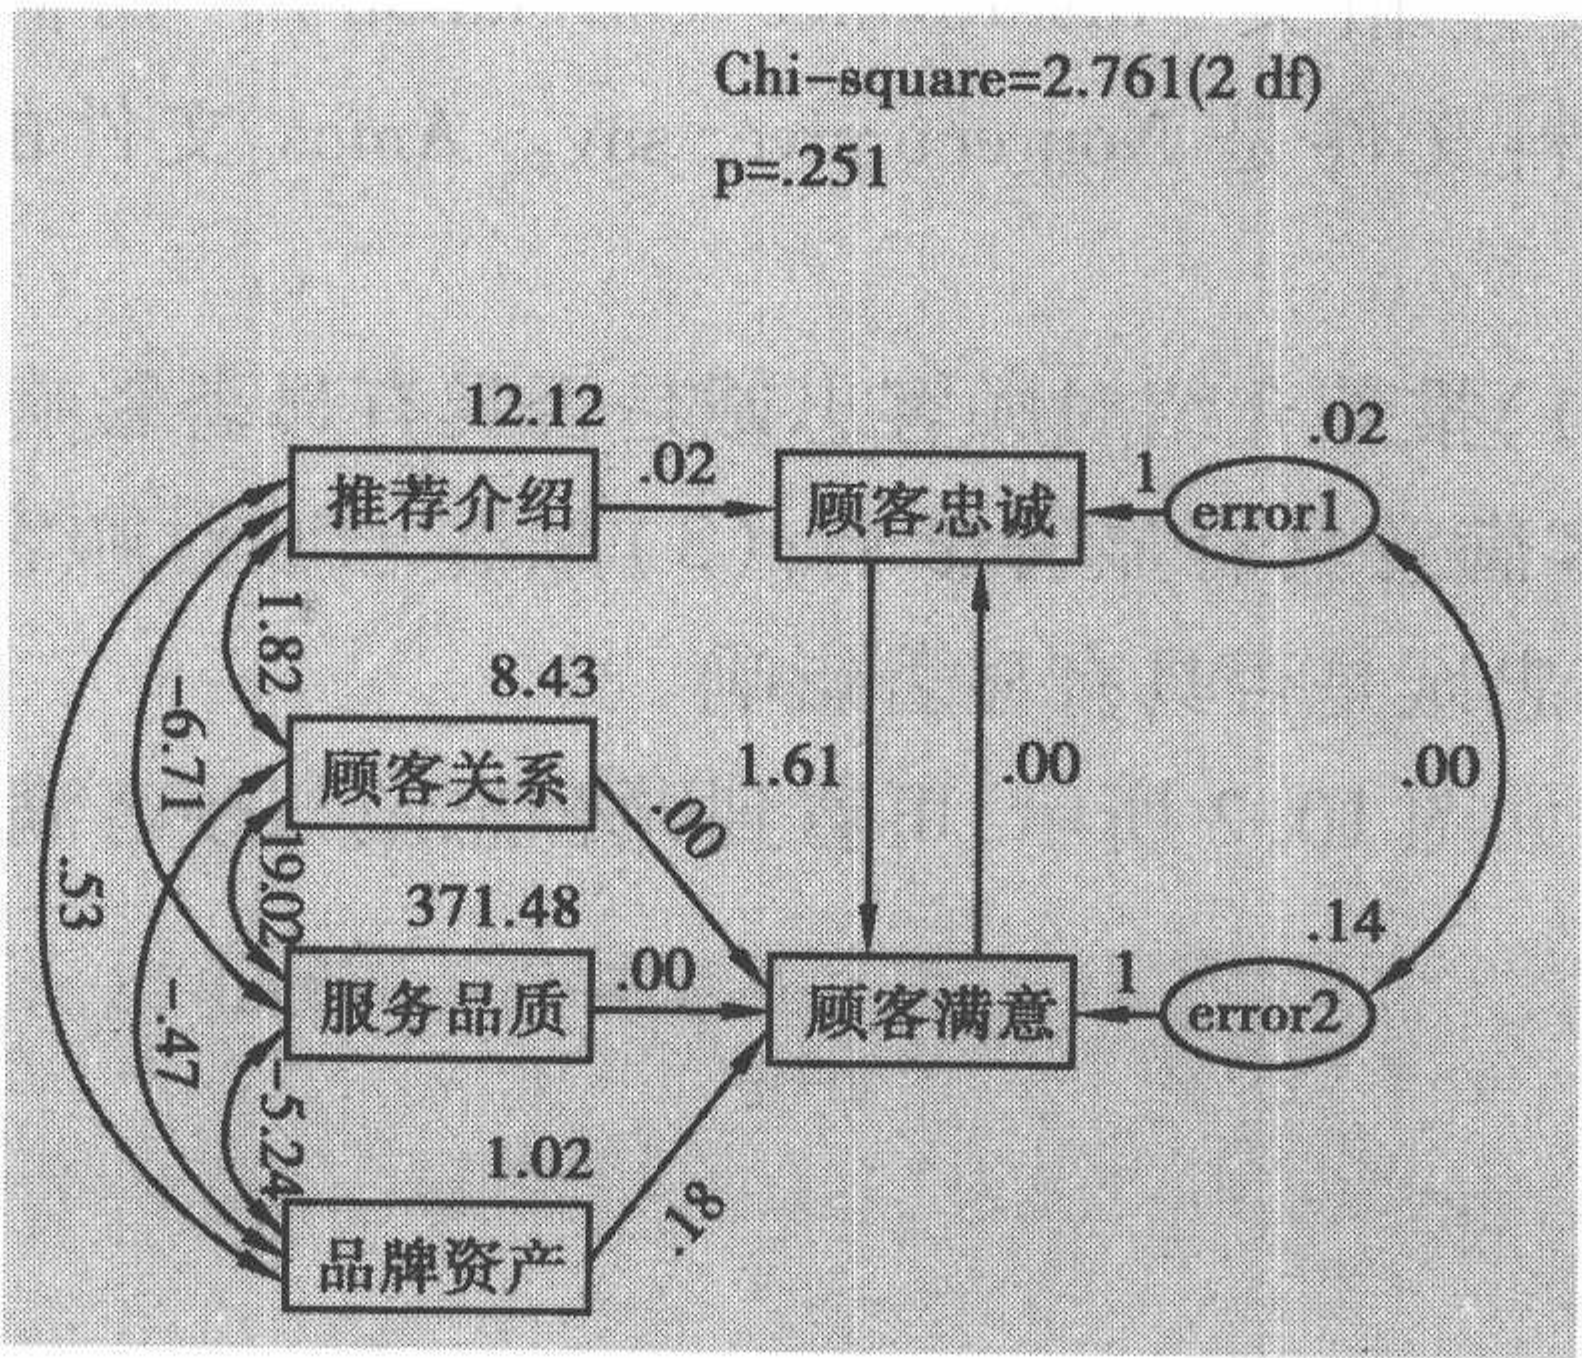 Chi-square=2.761(2 df)
p=.251
12.12
.02
推荐介绍
.02
顾客忠诚
1
error1
1.82
8.43
-6.71
顾客关系
1.61
.00
.00
.00
.53
19.02
371.48
.14
服务品质
.00
顾客满意
1
error2
-.47
-5.24
1.02
.18
品牌资产